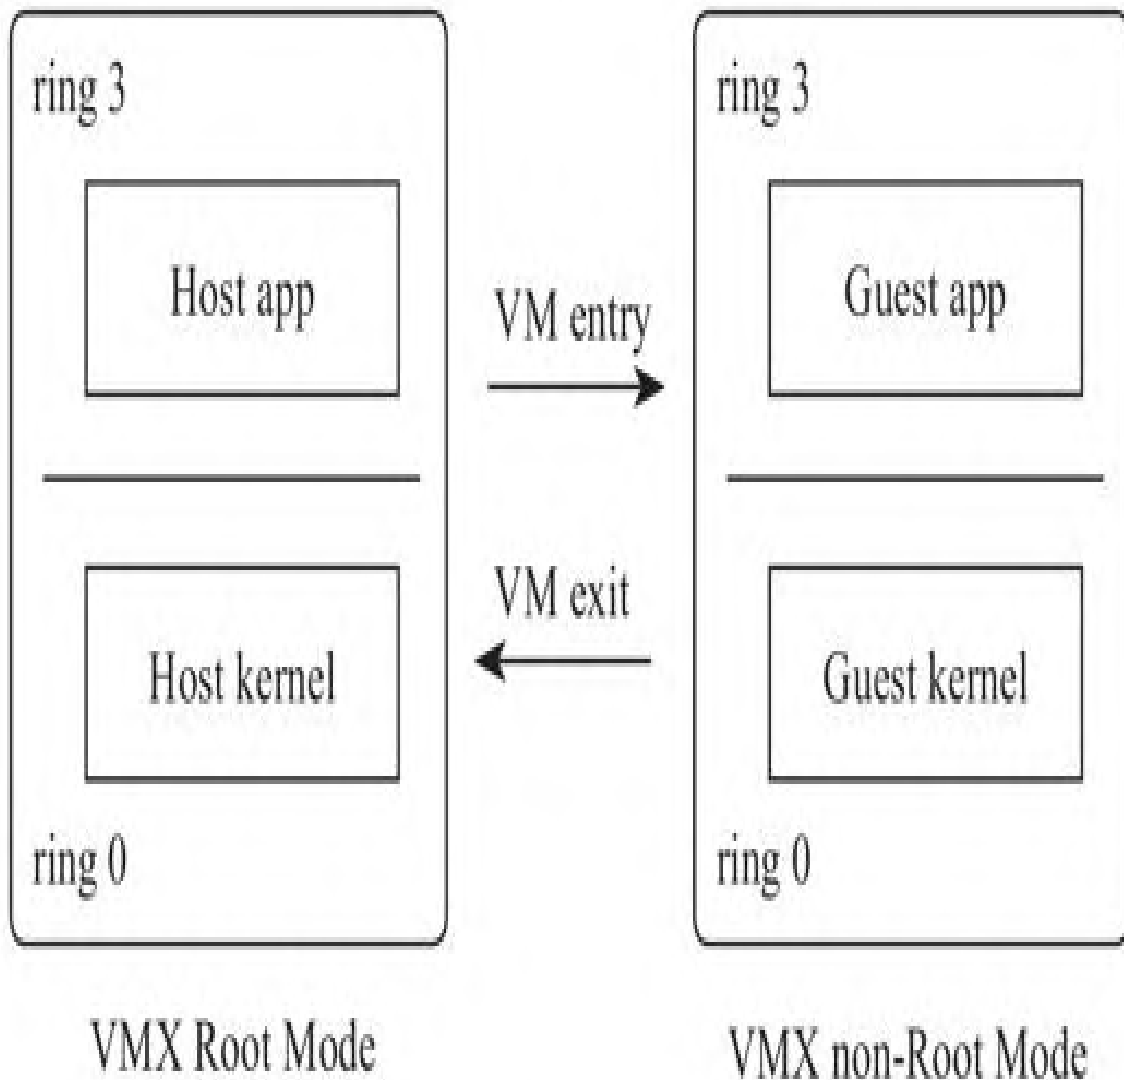 ring 3
Host app
Host kernel
ring 0
VMX Root Mode
VM entry
VM exit
ring 3
Guest app
Guest kernel
ring 0
VMX non-Root Mode